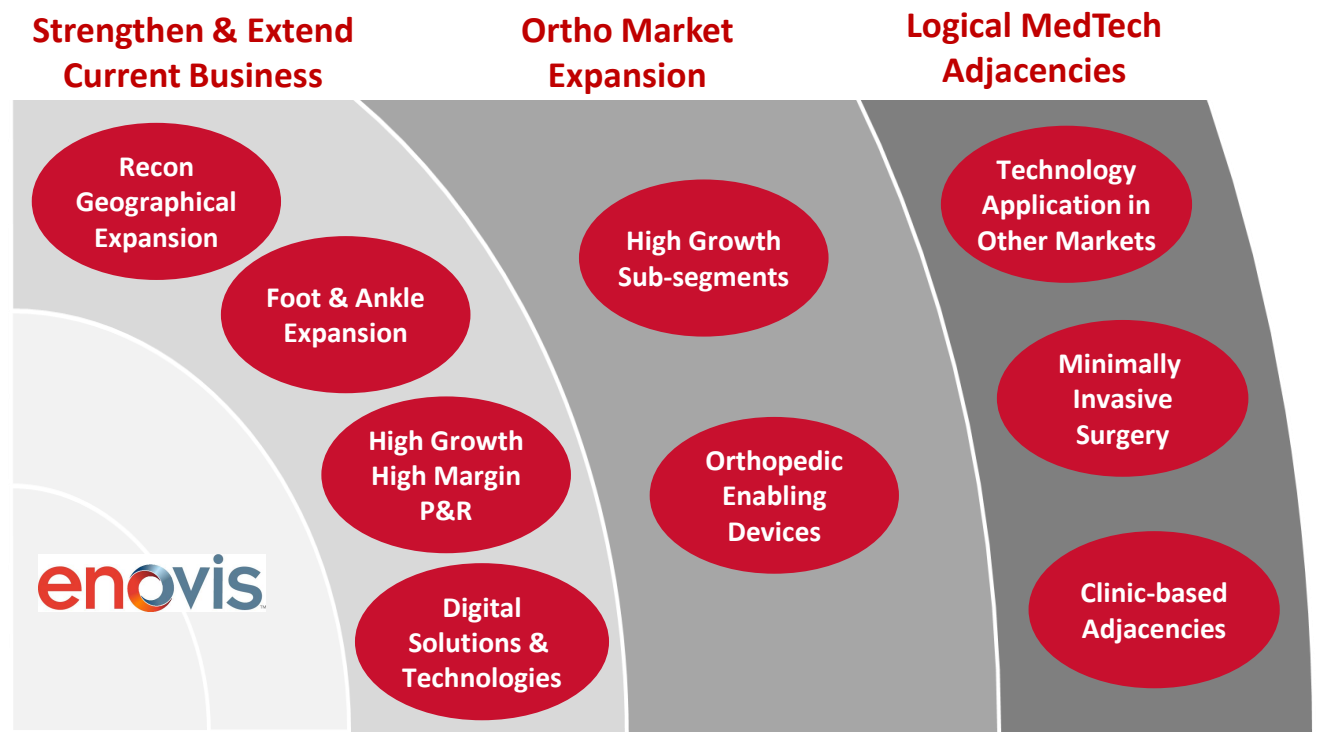 Strengthen & Extend
Current Business
Ortho Market
Expansion
Logical MedTech
Adjacencies
Recon
Geographical
Expansion
Foot & Ankle
Expansion
High Growth
High Margin
P&R
Digital
Solutions &
Technologies
enovis™
High Growth
Sub-segments
Orthopedic
Enabling
Devices
Technology
Application in
Other Markets
Minimally
Invasive
Surgery
Clinic-based
Adjacencies